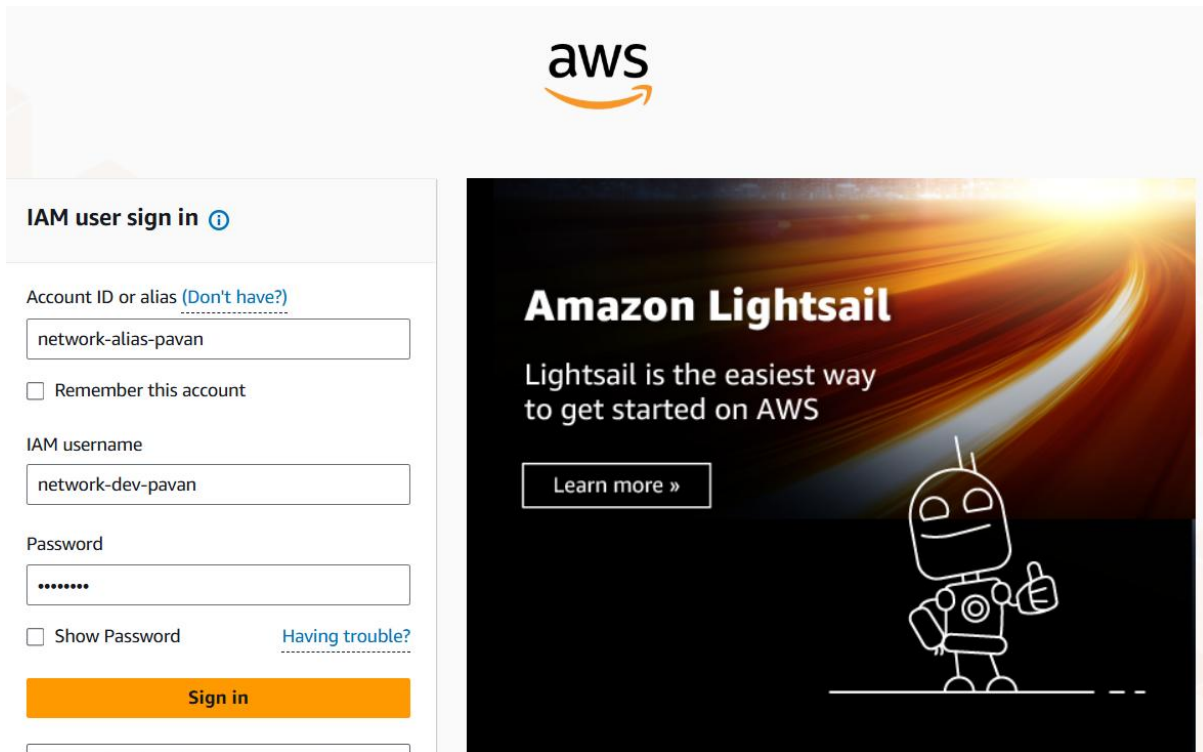 aws
IAM user sign in
Account ID or alias (Don't have?)
network-alias-pavan
Remember this account
IAM username
network-dev-pavan
Password
••••••••
Show Password
Having trouble?
Sign in
Amazon Lightsail
Lightsail is the easiest way
to get started on AWS
Learn more »